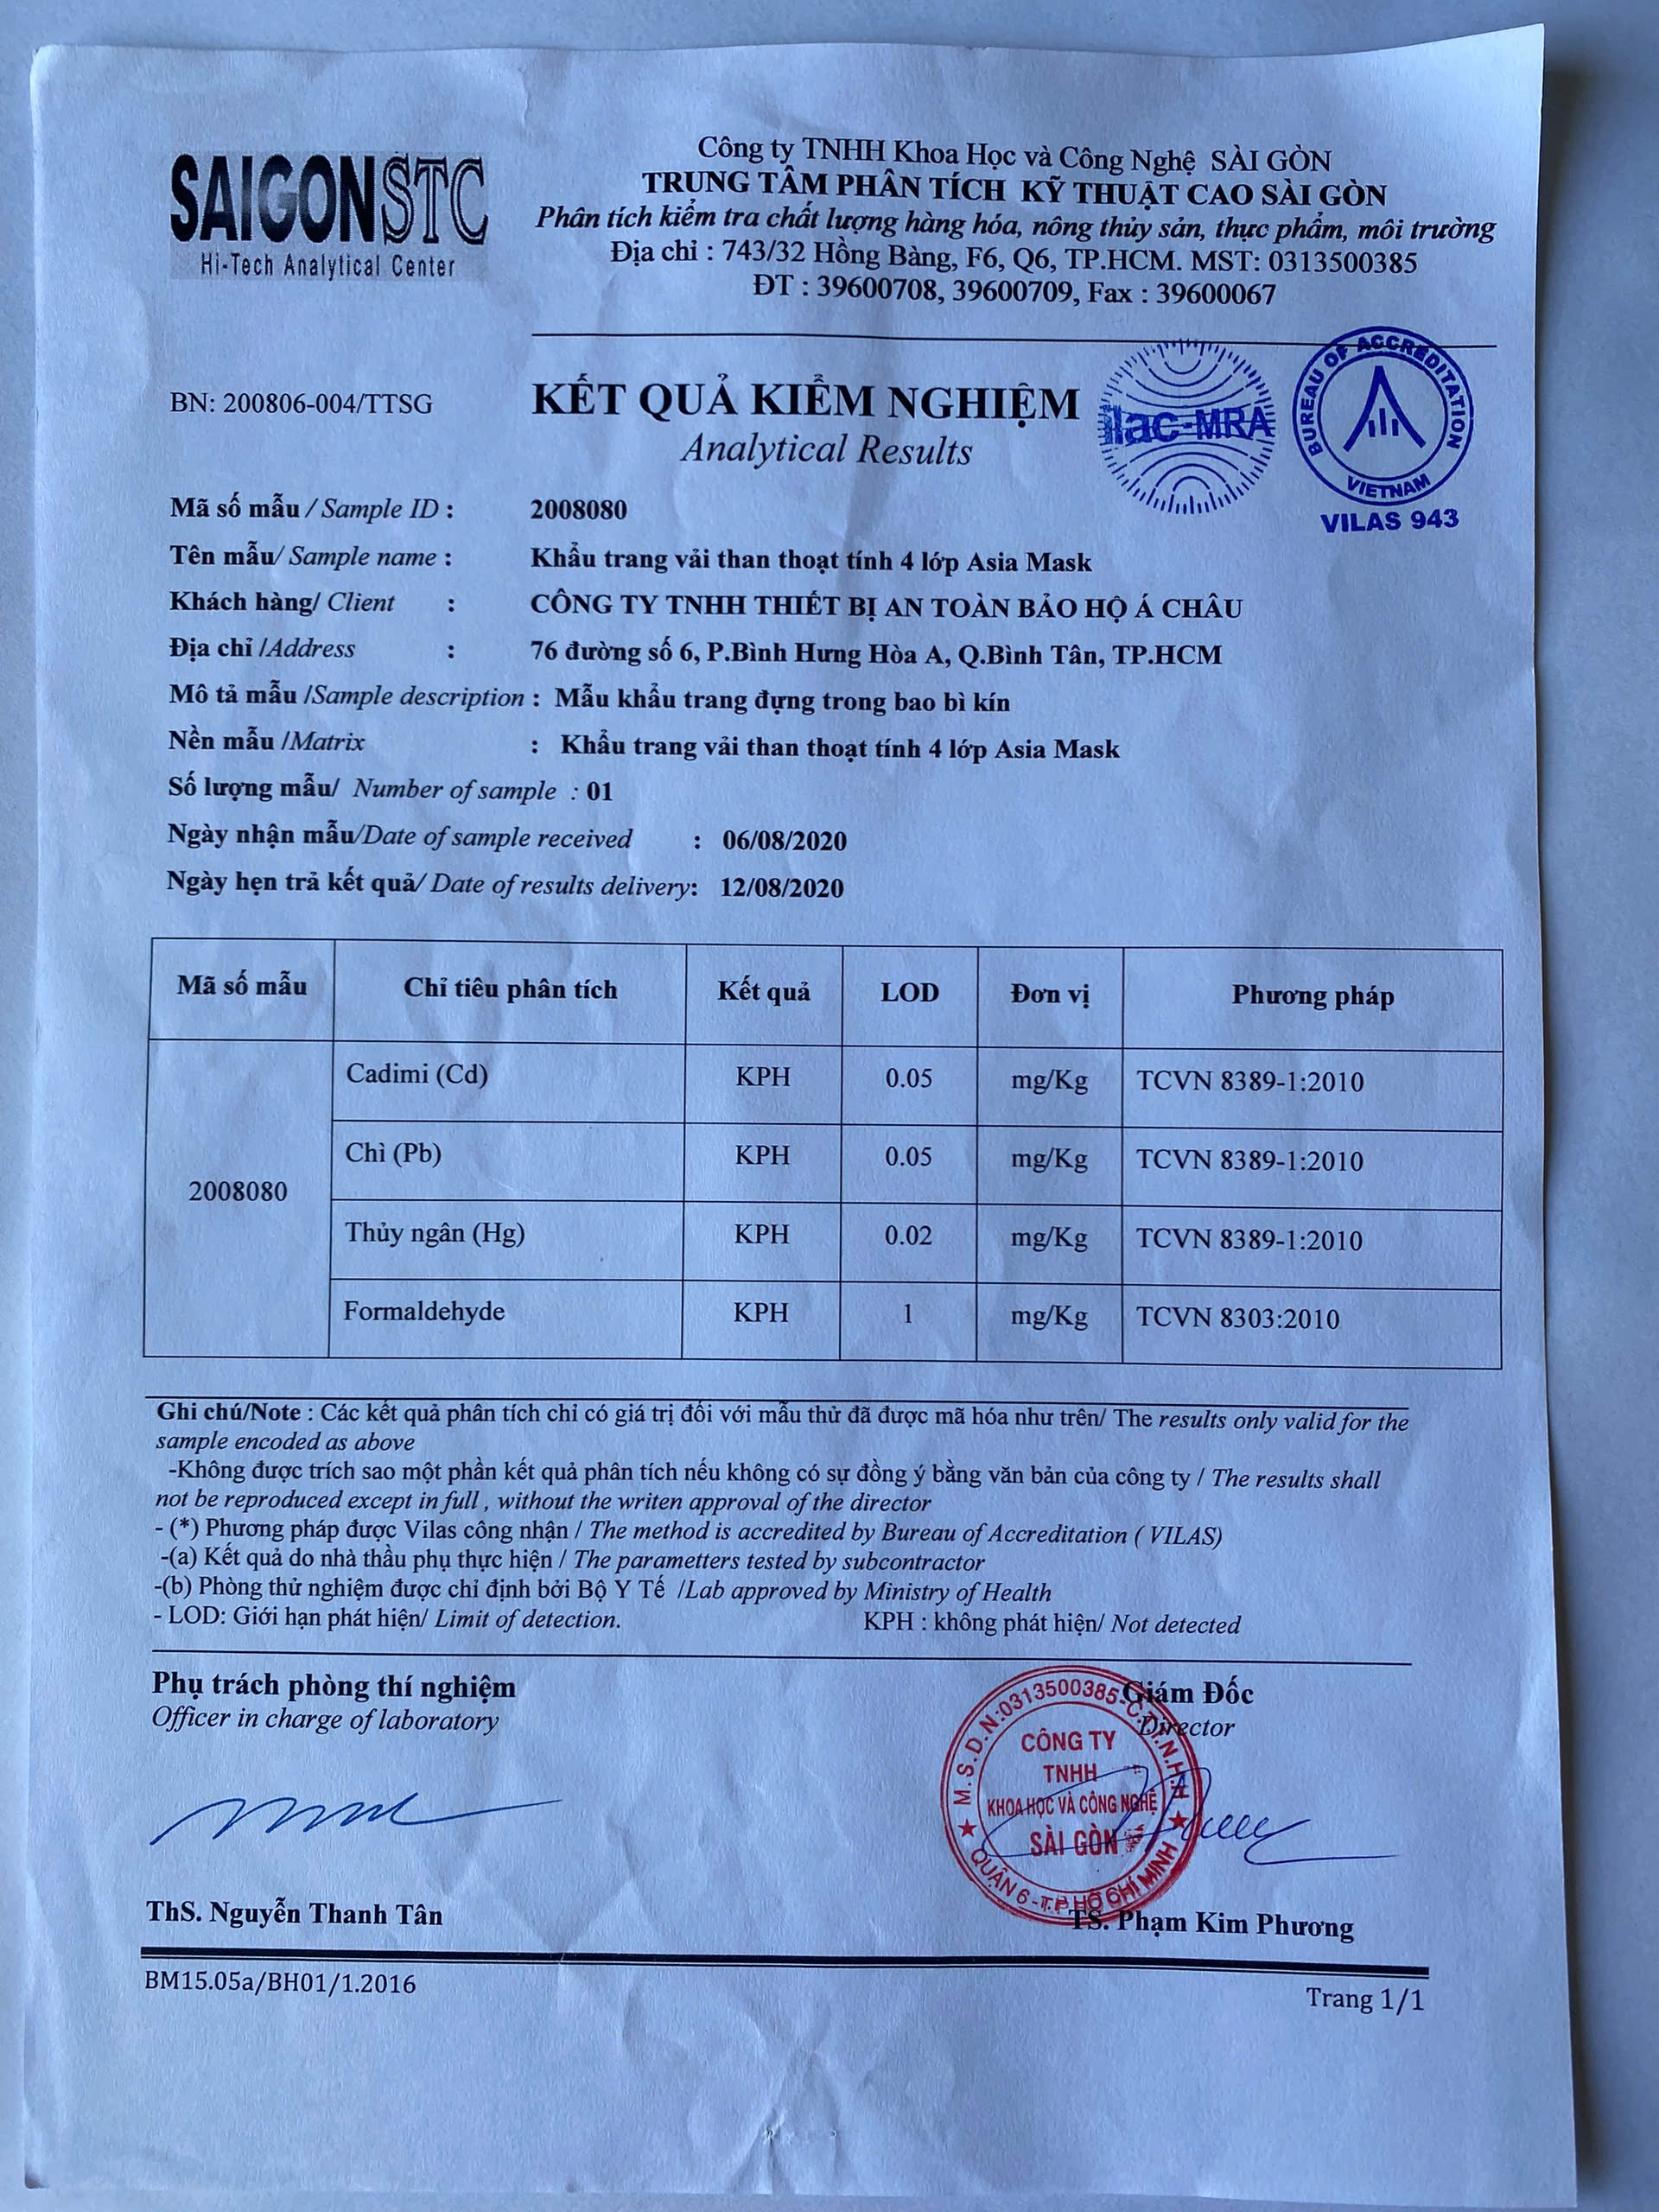 SAIGONSTC
Hi-Tech Analytical Center
Công ty TNHH Khoa Học và Công Nghệ SÀI GÒN
TRUNG TÂM PHÂN TÍCH KỸ THUẬT CAO SÀI GÒN
Phân tích kiểm tra chất lượng hàng hóa, nông thủy sản, thực phẩm, môi trường
Địa chỉ : 743/32 Hồng Bàng, F6, Q6, TP.HCM. MST: 0313500385
ĐT : 39600708, 39600709, Fax : 39600067
BN: 200806-004/TTSG
KẾT QUẢ KIỂM NGHIỆM
Analytical Results
ilac-MRA
BUREAU OF ACCREDITATION
VIETNAM
VILAS 943
Mã số mẫu / Sample ID : 2008080
Tên mẫu/ Sample name : Khẩu trang vải than thoạt tính 4 lớp Asia Mask
Khách hàng/ Client : CÔNG TY TNHH THIẾT BỊ AN TOÀN BẢO HỘ Á CHÂU
Địa chỉ /Address : 76 đường số 6, P.Bình Hưng Hòa A, Q.Bình Tân, TP.HCM
Mô tả mẫu /Sample description : Mẫu khẩu trang đựng trong bao bì kín
Nền mẫu /Matrix : Khẩu trang vải than thoạt tính 4 lớp Asia Mask
Số lượng mẫu/ Number of sample : 01
Ngày nhận mẫu/Date of sample received : 06/08/2020
Ngày hẹn trả kết quả/ Date of results delivery: 12/08/2020
Mã số mẫu Chỉ tiêu phân tích Kết quả LOD Đơn vị Phương pháp
2008080
Cadimi (Cd) KPH 0.05 mg/Kg TCVN 8389-1:2010
Chì (Pb) KPH 0.05 mg/Kg TCVN 8389-1:2010
Thủy ngân (Hg) KPH 0.02 mg/Kg TCVN 8389-1:2010
Formaldehyde KPH 1 mg/Kg TCVN 8303:2010
Ghi chú/Note : Các kết quả phân tích chỉ có giá trị đối với mẫu thử đã được mã hóa như trên/ The results only valid for the
sample encoded as above
-Không được trích sao một phần kết quả phân tích nếu không có sự đồng ý bằng văn bản của công ty / The results shall
not be reproduced except in full , without the writen approval of the director
- (*) Phương pháp được Vilas công nhận / The method is accredited by Bureau of Accreditation ( VILAS)
-(a) Kết quả do nhà thầu phụ thực hiện / The parametters tested by subcontractor
-(b) Phòng thử nghiệm được chỉ định bởi Bộ Y Tế /Lab approved by Ministry of Health
- LOD: Giới hạn phát hiện/ Limit of detection. KPH : không phát hiện/ Not detected
Phụ trách phòng thí nghiệm
Officer in charge of laboratory
Giám Đốc
Director
M.S.D.N:0313500385-C.T.T.N.H.H
CÔNG TY
TNHH
KHOA HỌC VÀ CÔNG NGHỆ
SÀI GÒN
QUẬN 6 - T.P HỒ CHÍ MINH
ThS. Nguyễn Thanh Tân
TS. Phạm Kim Phương
BM15.05a/BH01/1.2016
Trang 1/1